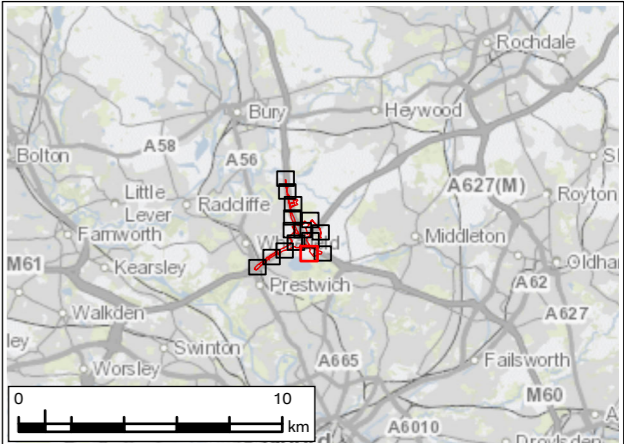 Rochdale
Bury
Heywood
A58
Bolton
A56
A627(M)
Little
Lever
Radcliffe
Royton
Farnworth
Middleton
M61
Kearsley
A62
Prestwich
Walkden
A627
Swinton
A665
Failsworth
Worsley
0
10
km
M60
A6010